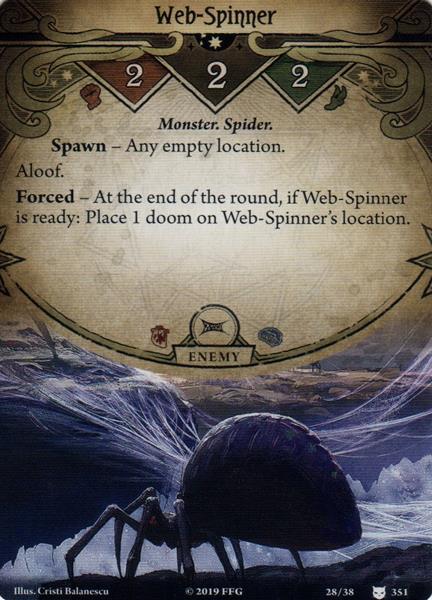 Web-Spinner
2 2 2
Monster. Spider.
Spawn – Any empty location.
Aloof.
Forced – At the end of the round, if Web-Spinner
is ready: Place 1 doom on Web-Spinner's location.
ENEMY
Illus. Cristi Balanescu © 2019 FFG 28/38 351